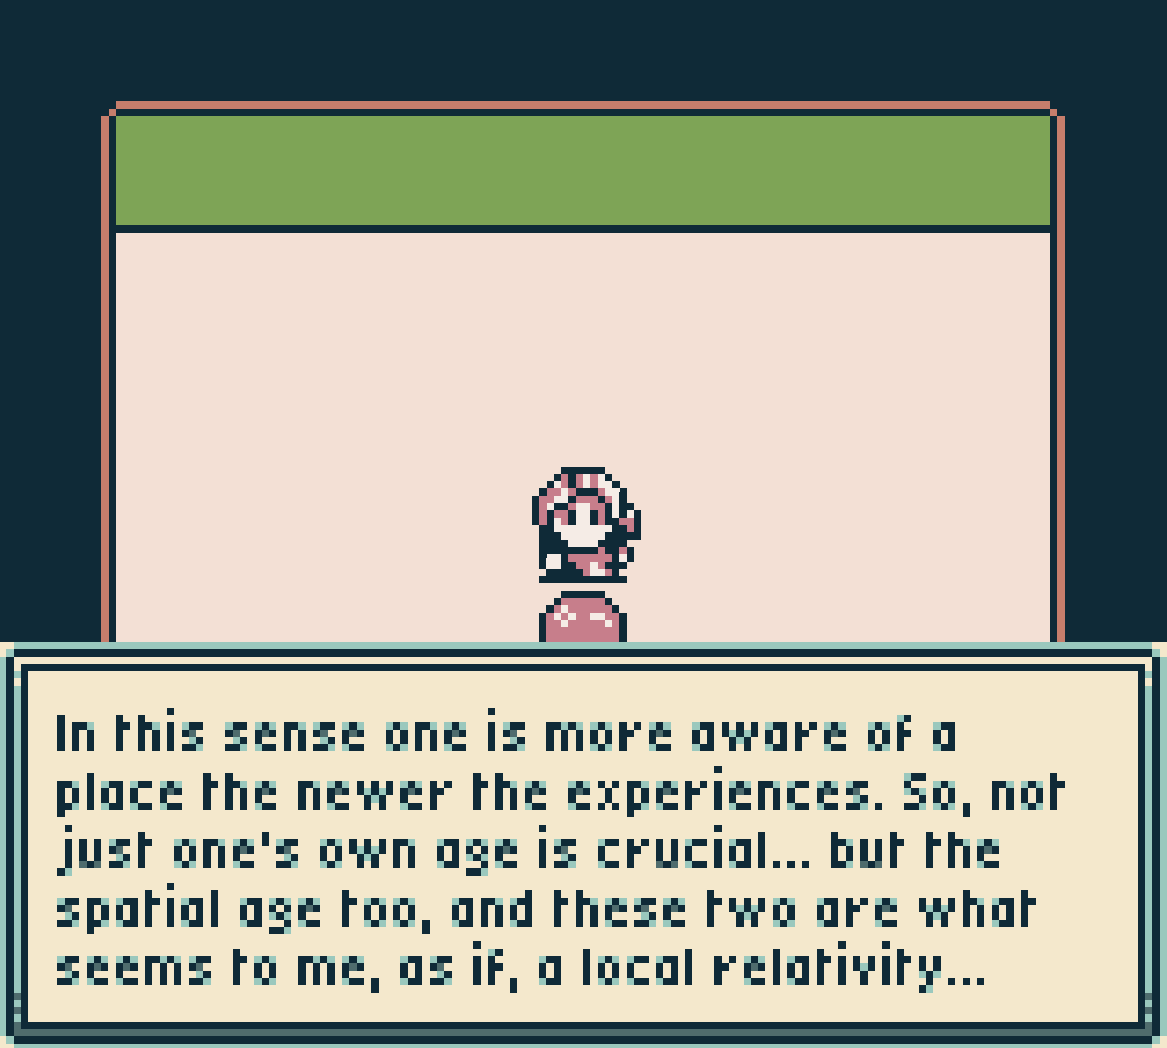 In this sense one is more aware of a
place the newer the experiences. So, not
just one's own age is crucial... but the
spatial age too, and these two are what
seems to me, as if, a local relativity...